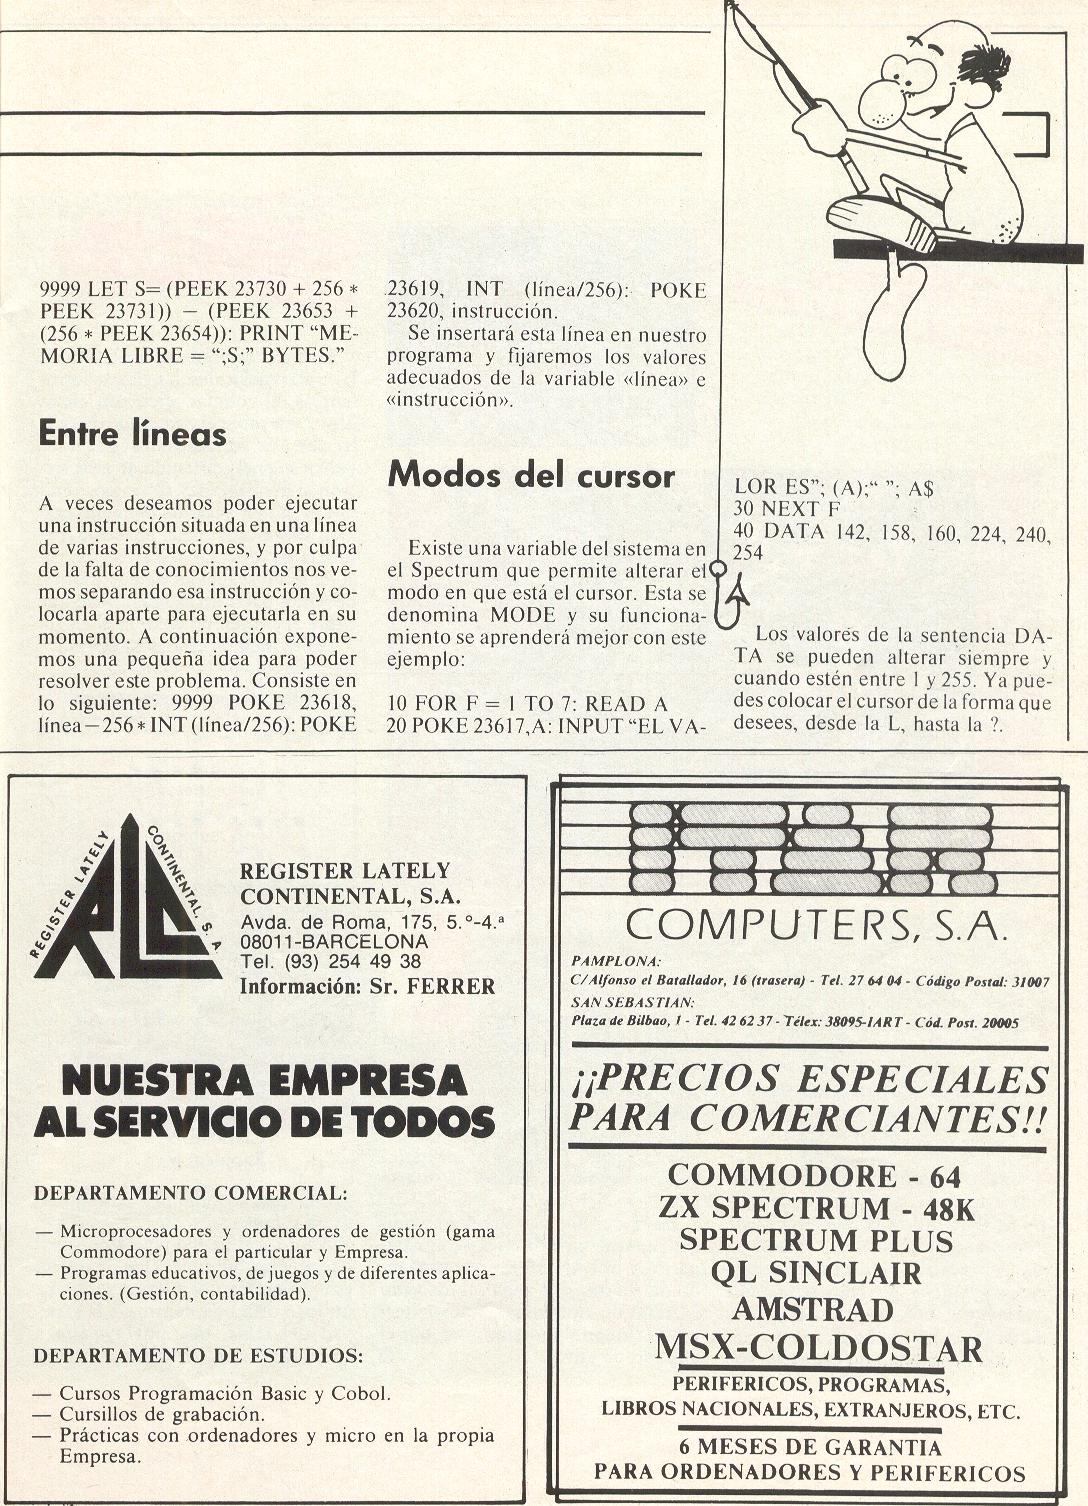 9999 LET S= (PEEK 23730 + 256 *
PEEK 23731)) − (PEEK 23653 +
(256 * PEEK 23654)): PRINT “ME-
MORIA LIBRE = “;S;” BYTES.”
Entre líneas
A veces deseamos poder ejecutar
una instrucción situada en una línea
de varias instrucciones, y por culpa
de la falta de conocimientos nos ve-
mos separando esa instrucción y co-
locarla aparte para ejecutarla en su
momento. A continuación expone-
mos una pequeña idea para poder
resolver este problema. Consiste en
lo siguiente: 9999 POKE 23618,
línea−256 * INT (línea/256): POKE
23619, INT (línea/256): POKE
23620, instrucción.
Se insertará esta línea en nuestro
programa y fijaremos los valores
adecuados de la variable «línea» e
«instrucción».
Modos del cursor
Existe una variable del sistema en
el Spectrum que permite alterar el
modo en que está el cursor. Esta se
denomina MODE y su funciona-
miento se aprenderá mejor con este
ejemplo:
10 FOR F = 1 TO 7: READ A
20 POKE 23617,A: INPUT “EL VA-
LOR ES”; (A);“ ”; A$
30 NEXT F
40 DATA 142, 158, 160, 224, 240,
254
Los valores de la sentencia DA-
TA se pueden alterar siempre y
cuando estén entre 1 y 255. Ya pue-
des colocar el cursor de la forma que
desees, desde la L, hasta la ?.
REGISTER LATELY CONTINENTAL, S.A.
RLC
REGISTER LATELY
CONTINENTAL, S.A.
Avda. de Roma, 175, 5.º-4.ª
08011-BARCELONA
Tel. (93) 254 49 38
Información: Sr. FERRER
NUESTRA EMPRESA
AL SERVICIO DE TODOS
DEPARTAMENTO COMERCIAL:
— Microprocesadores y ordenadores de gestión (gama
Commodore) para el particular y Empresa.
— Programas educativos, de juegos y de diferentes aplica-
ciones. (Gestión, contabilidad).
DEPARTAMENTO DE ESTUDIOS:
— Cursos Programación Basic y Cobol.
— Cursillos de grabación.
— Prácticas con ordenadores y micro en la propia
Empresa.
COMPUTERS, S.A.
PAMPLONA:
C/ Alfonso el Batallador, 16 (trasera) - Tel. 27 64 04 - Código Postal: 31007
SAN SEBASTIAN:
Plaza de Bilbao, 1 - Tel. 42 62 37 - Télex: 38095-IART - Cód. Post. 20005
¡¡PRECIOS ESPECIALES
PARA COMERCIANTES!!
COMMODORE - 64
ZX SPECTRUM - 48K
SPECTRUM PLUS
QL SINCLAIR
AMSTRAD
MSX-COLDOSTAR
PERIFERICOS, PROGRAMAS,
LIBROS NACIONALES, EXTRANJEROS, ETC.
6 MESES DE GARANTIA
PARA ORDENADORES Y PERIFERICOS